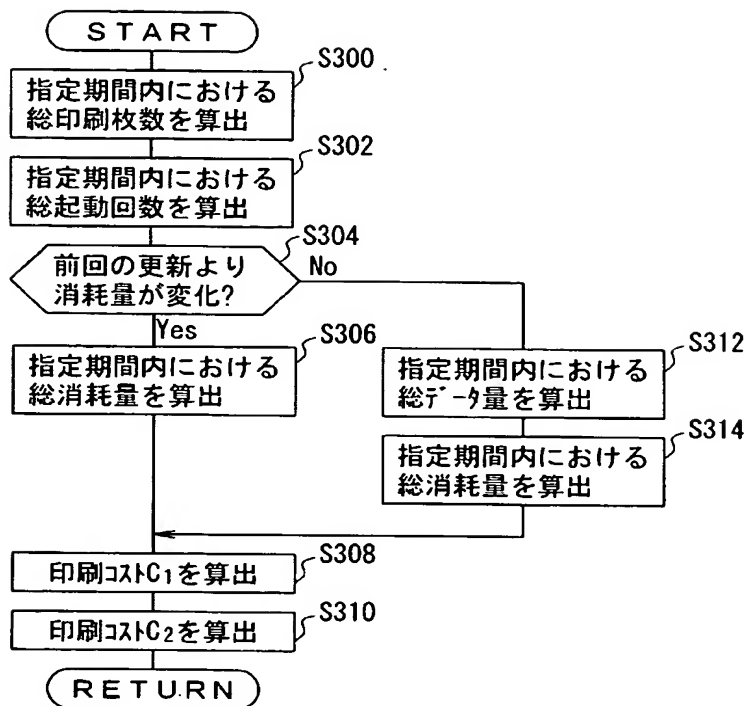 START
S300
指定期間内における
総印刷枚数を算出
S302
指定期間内における
総起動回数を算出
S304
前回の更新より
消耗量が変化?
No
Yes
S306
指定期間内における
総消耗量を算出
S312
指定期間内における
総データ量を算出
S314
指定期間内における
総消耗量を算出
S308
印刷コストC1を算出
S310
印刷コストC2を算出
RETURN